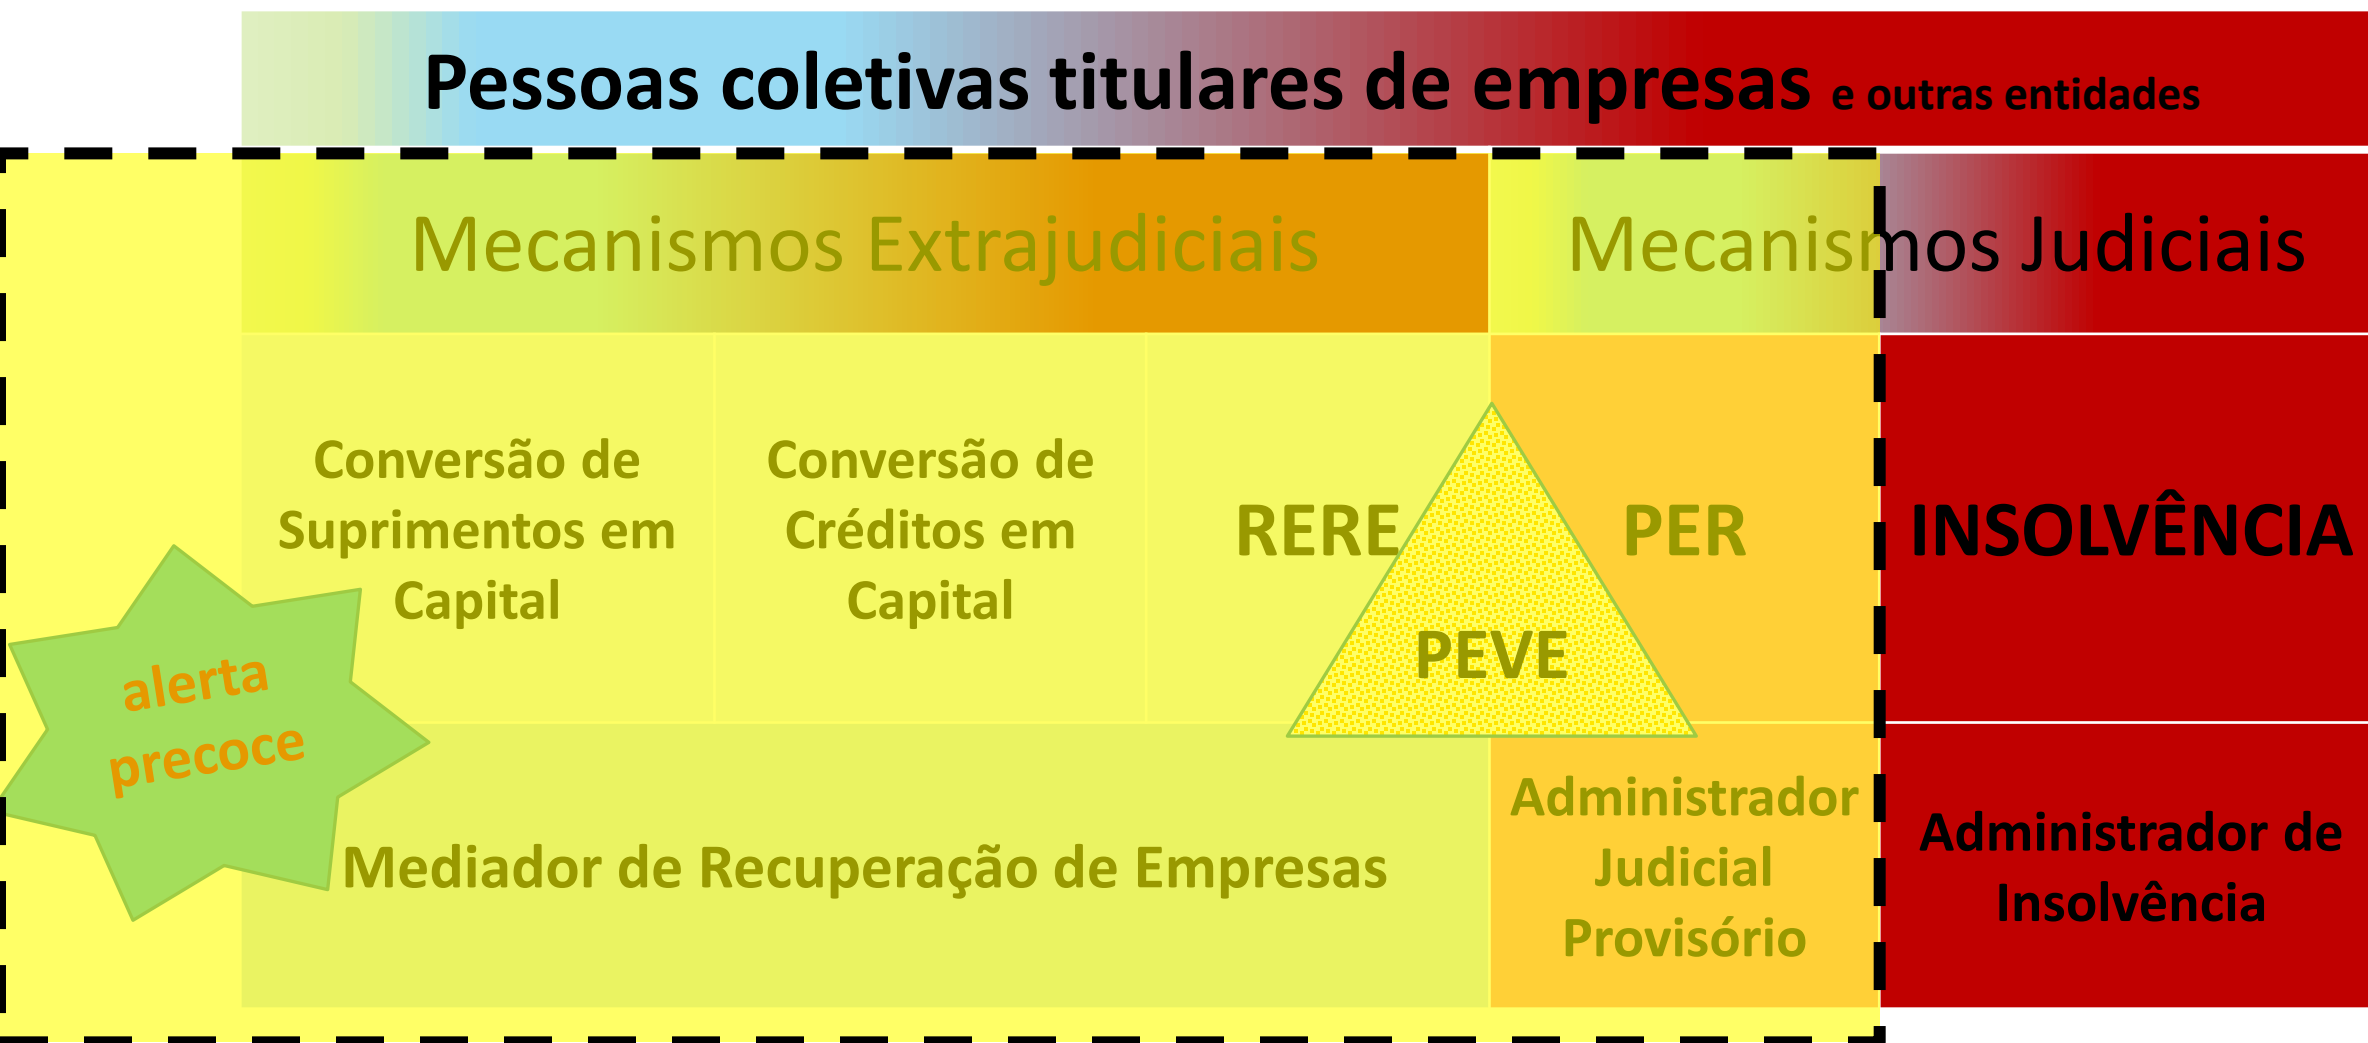 Pessoas coletivas titulares de empresas e outras entidades
Mecanismos Extrajudiciais
Mecanismos Judiciais
Conversão de
Suprimentos em
Capital
Conversão de
Créditos em
Capital
RERE
PEVE
PER
INSOLVÊNCIA
alerta
precoce
Mediador de Recuperação de Empresas
Administrador
Judicial
Provisório
Administrador de
Insolvência